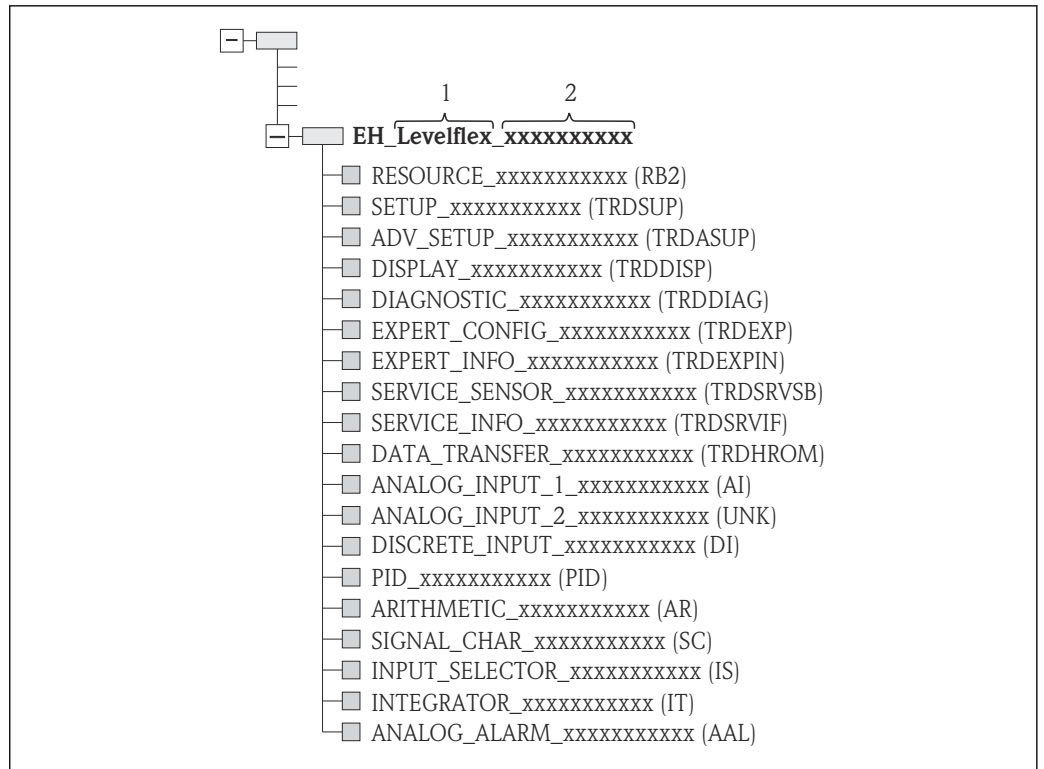 1 2
EH_Levelflex_xxxxxxxxxx
RESOURCE_xxxxxxxxxxx (RB2)
SETUP_xxxxxxxxxxx (TRDSUP)
ADV_SETUP_xxxxxxxxxxx (TRDASUP)
DISPLAY_xxxxxxxxxxx (TRDDISP)
DIAGNOSTIC_xxxxxxxxxxx (TRDDIAG)
EXPERT_CONFIG_xxxxxxxxxxx (TRDEXP)
EXPERT_INFO_xxxxxxxxxxx (TRDEXPIN)
SERVICE_SENSOR_xxxxxxxxxxx (TRDSRVSB)
SERVICE_INFO_xxxxxxxxxxx (TRDSRVIF)
DATA_TRANSFER_xxxxxxxxxxx (TRDHROM)
ANALOG_INPUT_1_xxxxxxxxxxx (AI)
ANALOG_INPUT_2_xxxxxxxxxxx (UNK)
DISCRETE_INPUT_xxxxxxxxxxx (DI)
PID_xxxxxxxxxxx (PID)
ARITHMETIC_xxxxxxxxxxx (AR)
SIGNAL_CHAR_xxxxxxxxxxx (SC)
INPUT_SELECTOR_xxxxxxxxxxx (IS)
INTEGRATOR_xxxxxxxxxxx (IT)
ANALOG_ALARM_xxxxxxxxxxx (AAL)